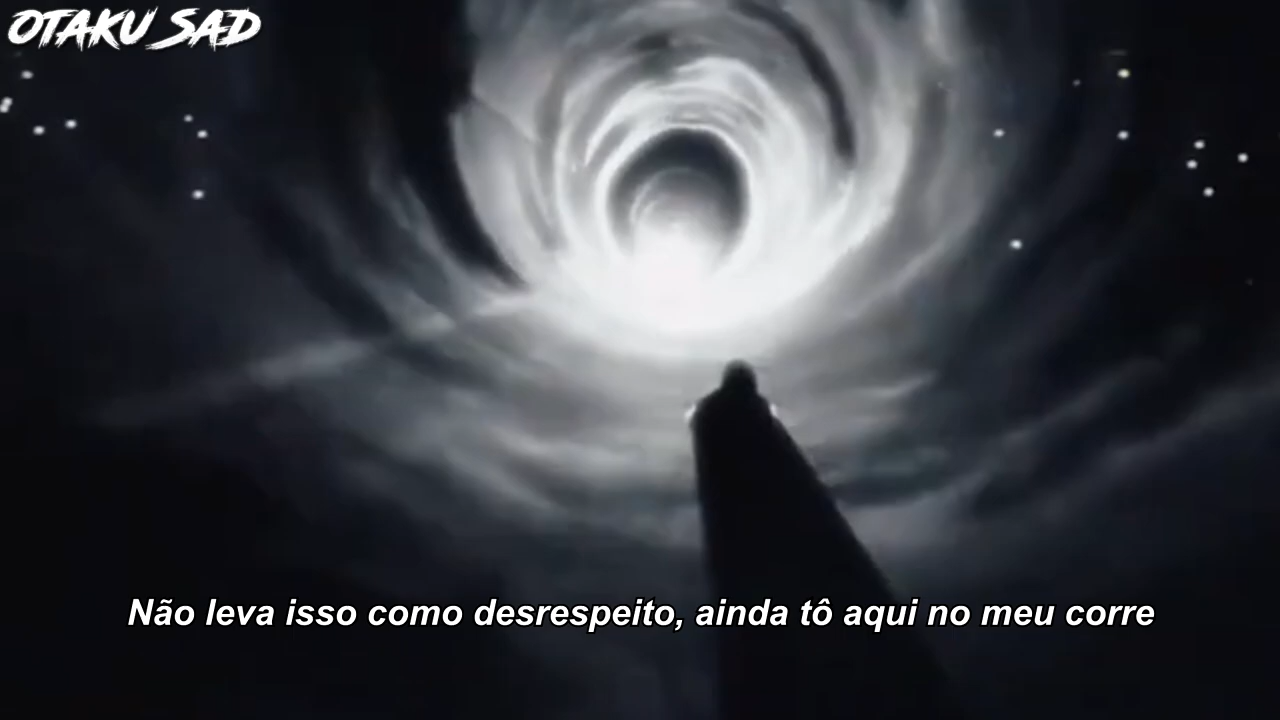 OTAKU SAD
Não leva isso como desrespeito, ainda tô aqui no meu corre